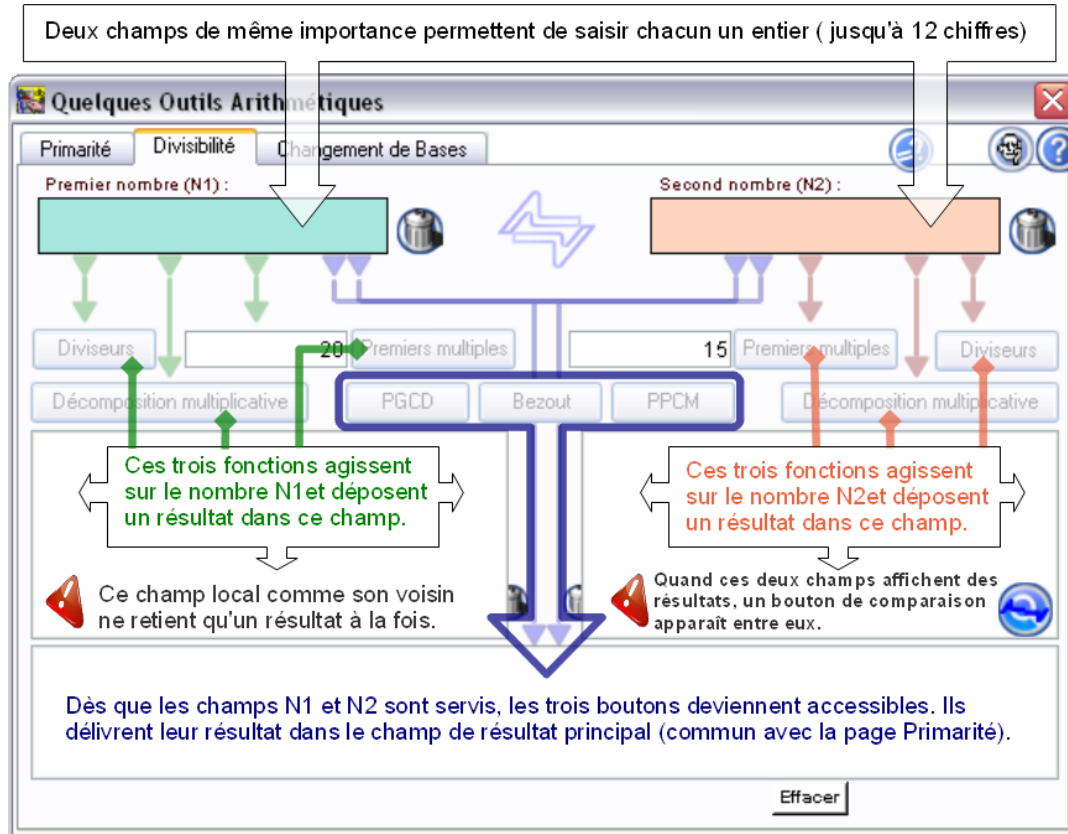 Deux champs de même importance permettent de saisir chacun un entier ( jusqu'à 12 chiffres)
Quelques Outils Arithmétiques
Primarité Divisibilité Changement de Bases
Premier nombre (N1) : Second nombre (N2) :
Diviseurs 20 Premiers multiples 15 Premiers multiples Diviseurs
Décomposition multiplicative PGCD Bezout PPCM Décomposition multiplicative
Ces trois fonctions agissent
sur le nombre N1et déposent
un résultat dans ce champ.
Ces trois fonctions agissent
sur le nombre N2et déposent
un résultat dans ce champ.
Ce champ local comme son voisin
ne retient qu'un résultat à la fois.
Quand ces deux champs affichent des
résultats, un bouton de comparaison
apparaît entre eux.
Dès que les champs N1 et N2 sont servis, les trois boutons deviennent accessibles. Ils
délivrent leur résultat dans le champ de résultat principal (commun avec la page Primarité).
Effacer